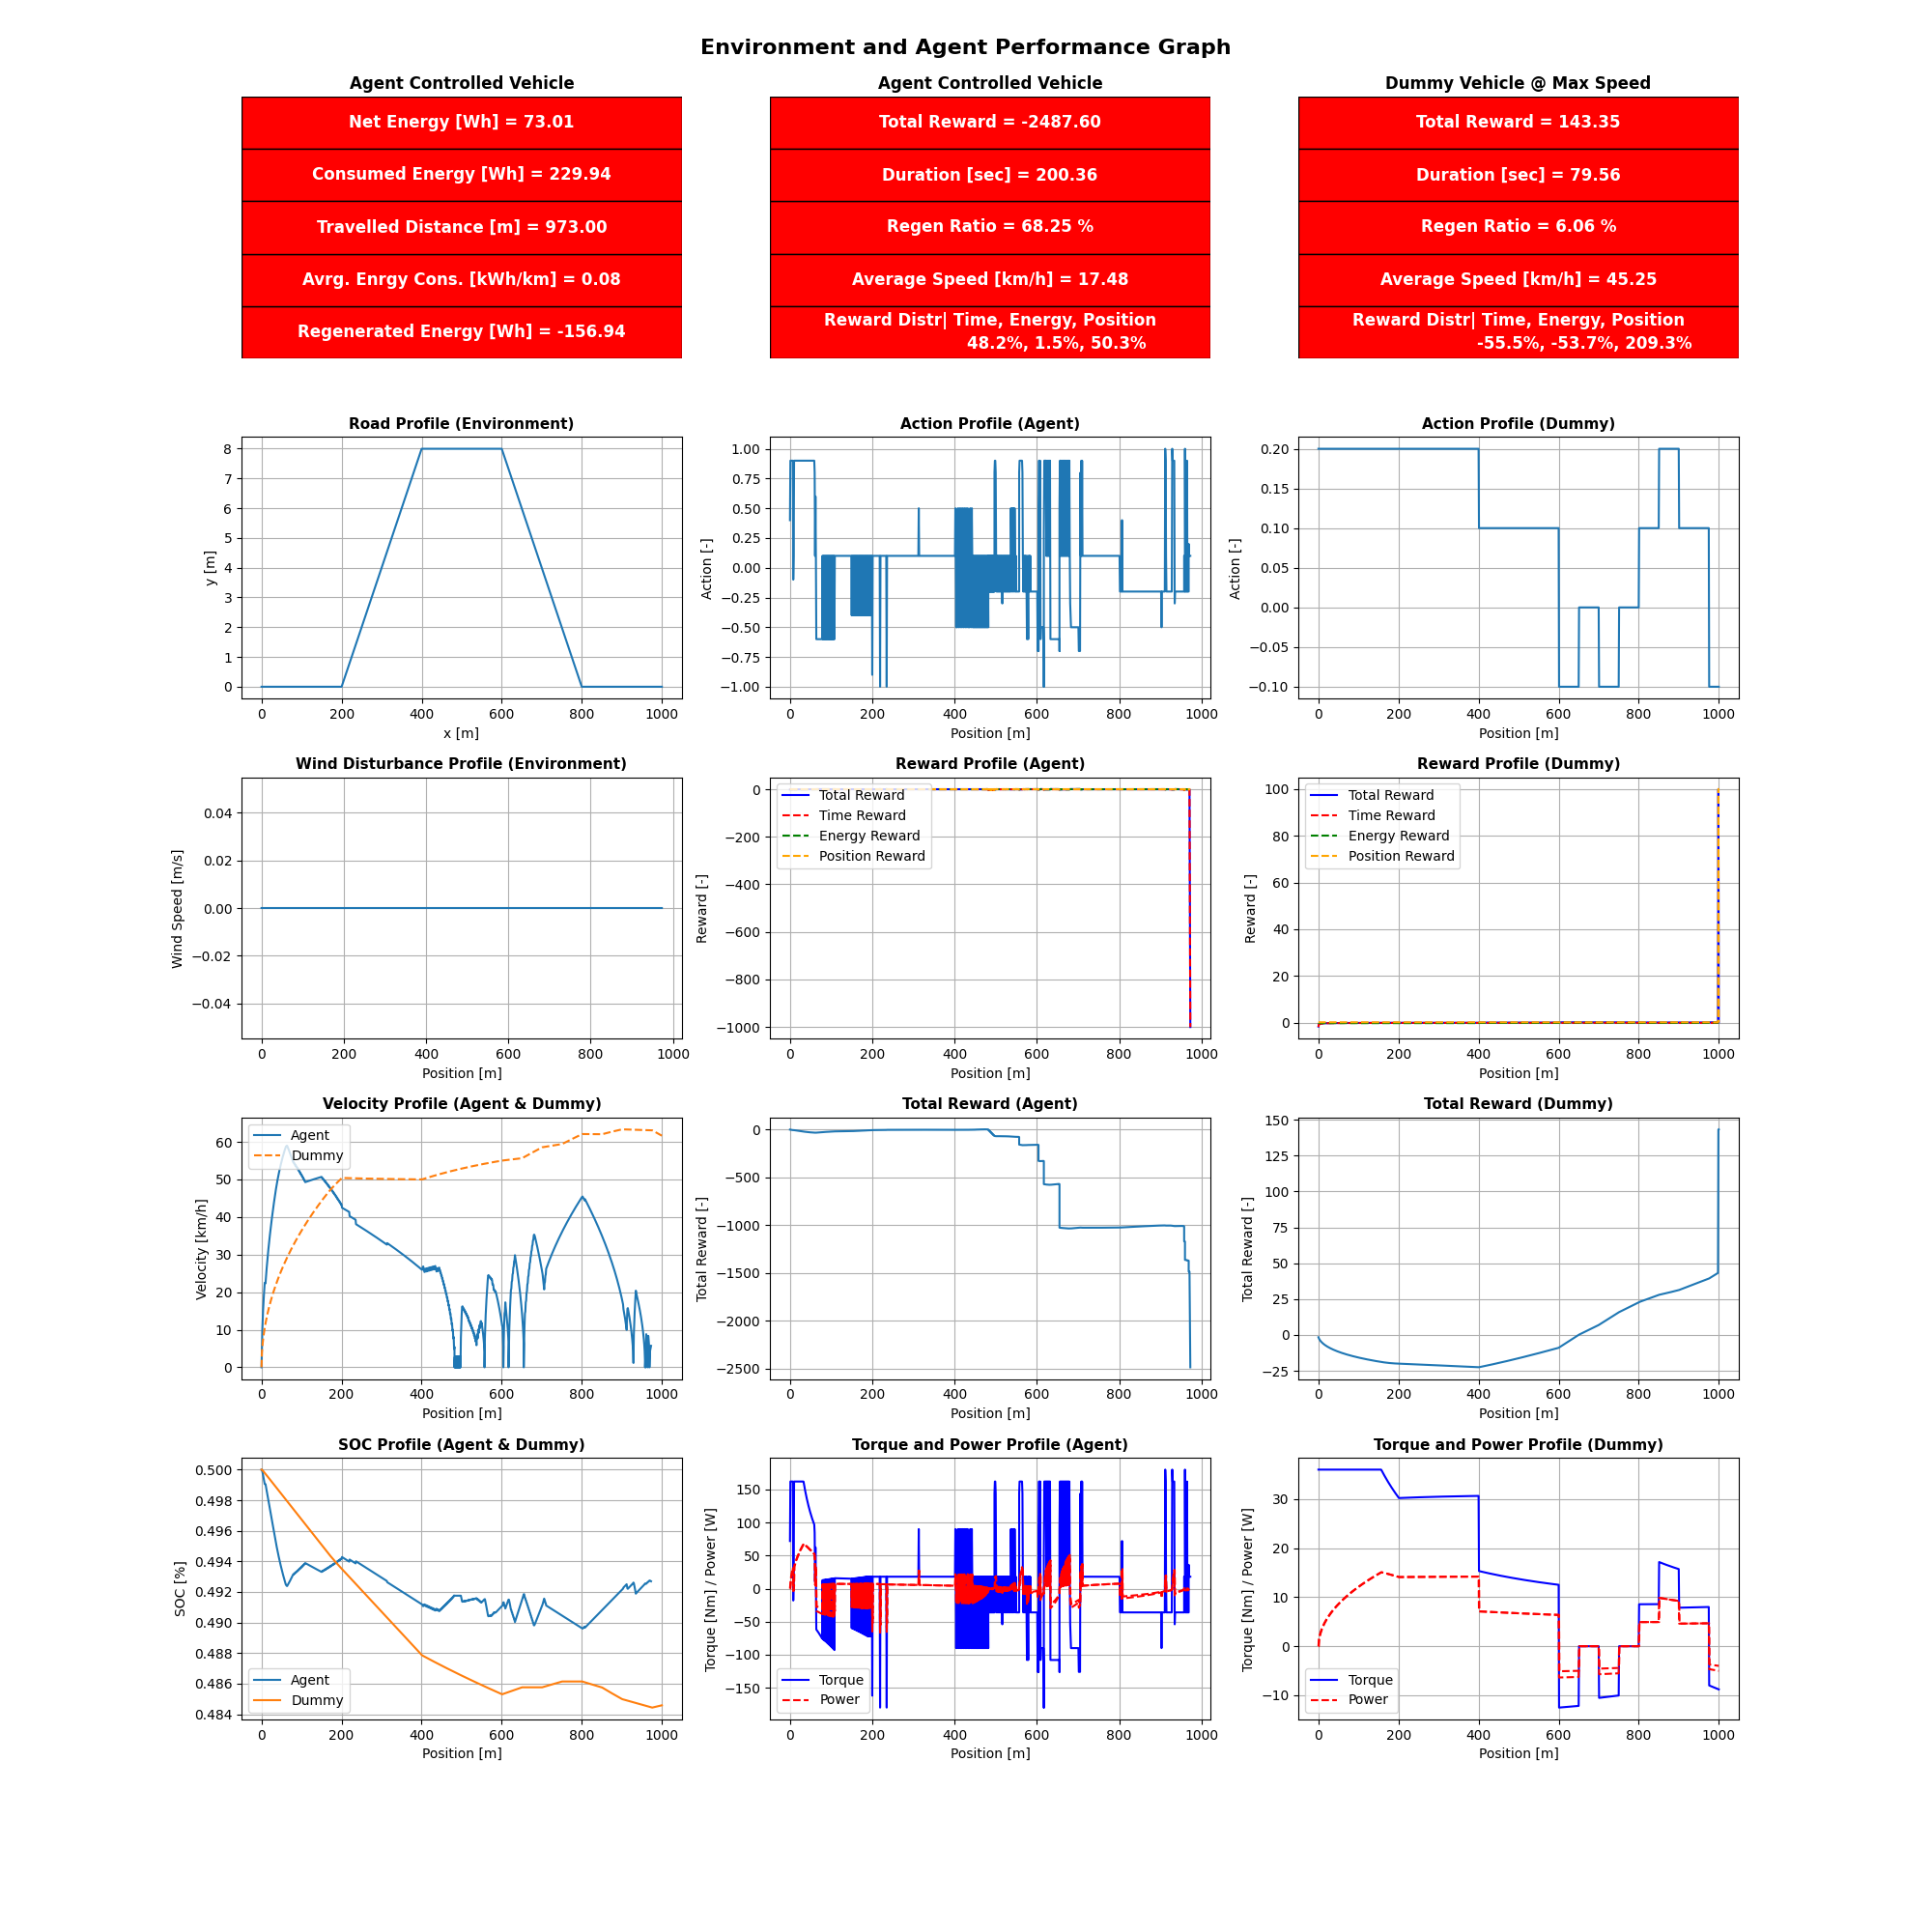 Environment and Agent Performance Graph
Agent Controlled Vehicle
Net Energy [Wh] = 73.01
Consumed Energy [Wh] = 229.94
Travelled Distance [m] = 973.00
Avrg. Enrgy Cons. [kWh/km] = 0.08
Regenerated Energy [Wh] = -156.94
Agent Controlled Vehicle
Total Reward = -2487.60
Duration [sec] = 200.36
Regen Ratio = 68.25 %
Average Speed [km/h] = 17.48
Reward Distr| Time, Energy, Position
48.2%, 1.5%, 50.3%
Dummy Vehicle @ Max Speed
Total Reward = 143.35
Duration [sec] = 79.56
Regen Ratio = 6.06 %
Average Speed [km/h] = 45.25
Reward Distr| Time, Energy, Position
-55.5%, -53.7%, 209.3%
Road Profile (Environment)
y [m]
8
7
6
5
4
3
2
1
0
0 200 400 600 800 1000
x [m]
Action Profile (Agent)
Action [-]
1.00
0.75
0.50
0.25
0.00
−0.25
−0.50
−0.75
−1.00
0 200 400 600 800 1000
Position [m]
Action Profile (Dummy)
Action [-]
0.20
0.15
0.10
0.05
0.00
−0.05
−0.10
0 200 400 600 800 1000
Position [m]
Wind Disturbance Profile (Environment)
Wind Speed [m/s]
0.04
0.02
0.00
−0.02
−0.04
0 200 400 600 800 1000
Position [m]
Reward Profile (Agent)
Reward [-]
0
−200
−400
−600
−800
−1000
Total Reward
Time Reward
Energy Reward
Position Reward
0 200 400 600 800 1000
Position [m]
Reward Profile (Dummy)
Reward [-]
100
80
60
40
20
0
Total Reward
Time Reward
Energy Reward
Position Reward
0 200 400 600 800 1000
Position [m]
Velocity Profile (Agent & Dummy)
Velocity [km/h]
60
50
40
30
20
10
0
Agent
Dummy
0 200 400 600 800 1000
Position [m]
Total Reward (Agent)
Total Reward [-]
0
−500
−1000
−1500
−2000
−2500
0 200 400 600 800 1000
Position [m]
Total Reward (Dummy)
Total Reward [-]
150
125
100
75
50
25
0
−25
0 200 400 600 800 1000
Position [m]
SOC Profile (Agent & Dummy)
SOC [%]
0.500
0.498
0.496
0.494
0.492
0.490
0.488
0.486
0.484
Agent
Dummy
0 200 400 600 800 1000
Position [m]
Torque and Power Profile (Agent)
Torque [Nm] / Power [W]
150
100
50
0
−50
−100
−150
Torque
Power
0 200 400 600 800 1000
Position [m]
Torque and Power Profile (Dummy)
Torque [Nm] / Power [W]
30
20
10
0
−10
Torque
Power
0 200 400 600 800 1000
Position [m]